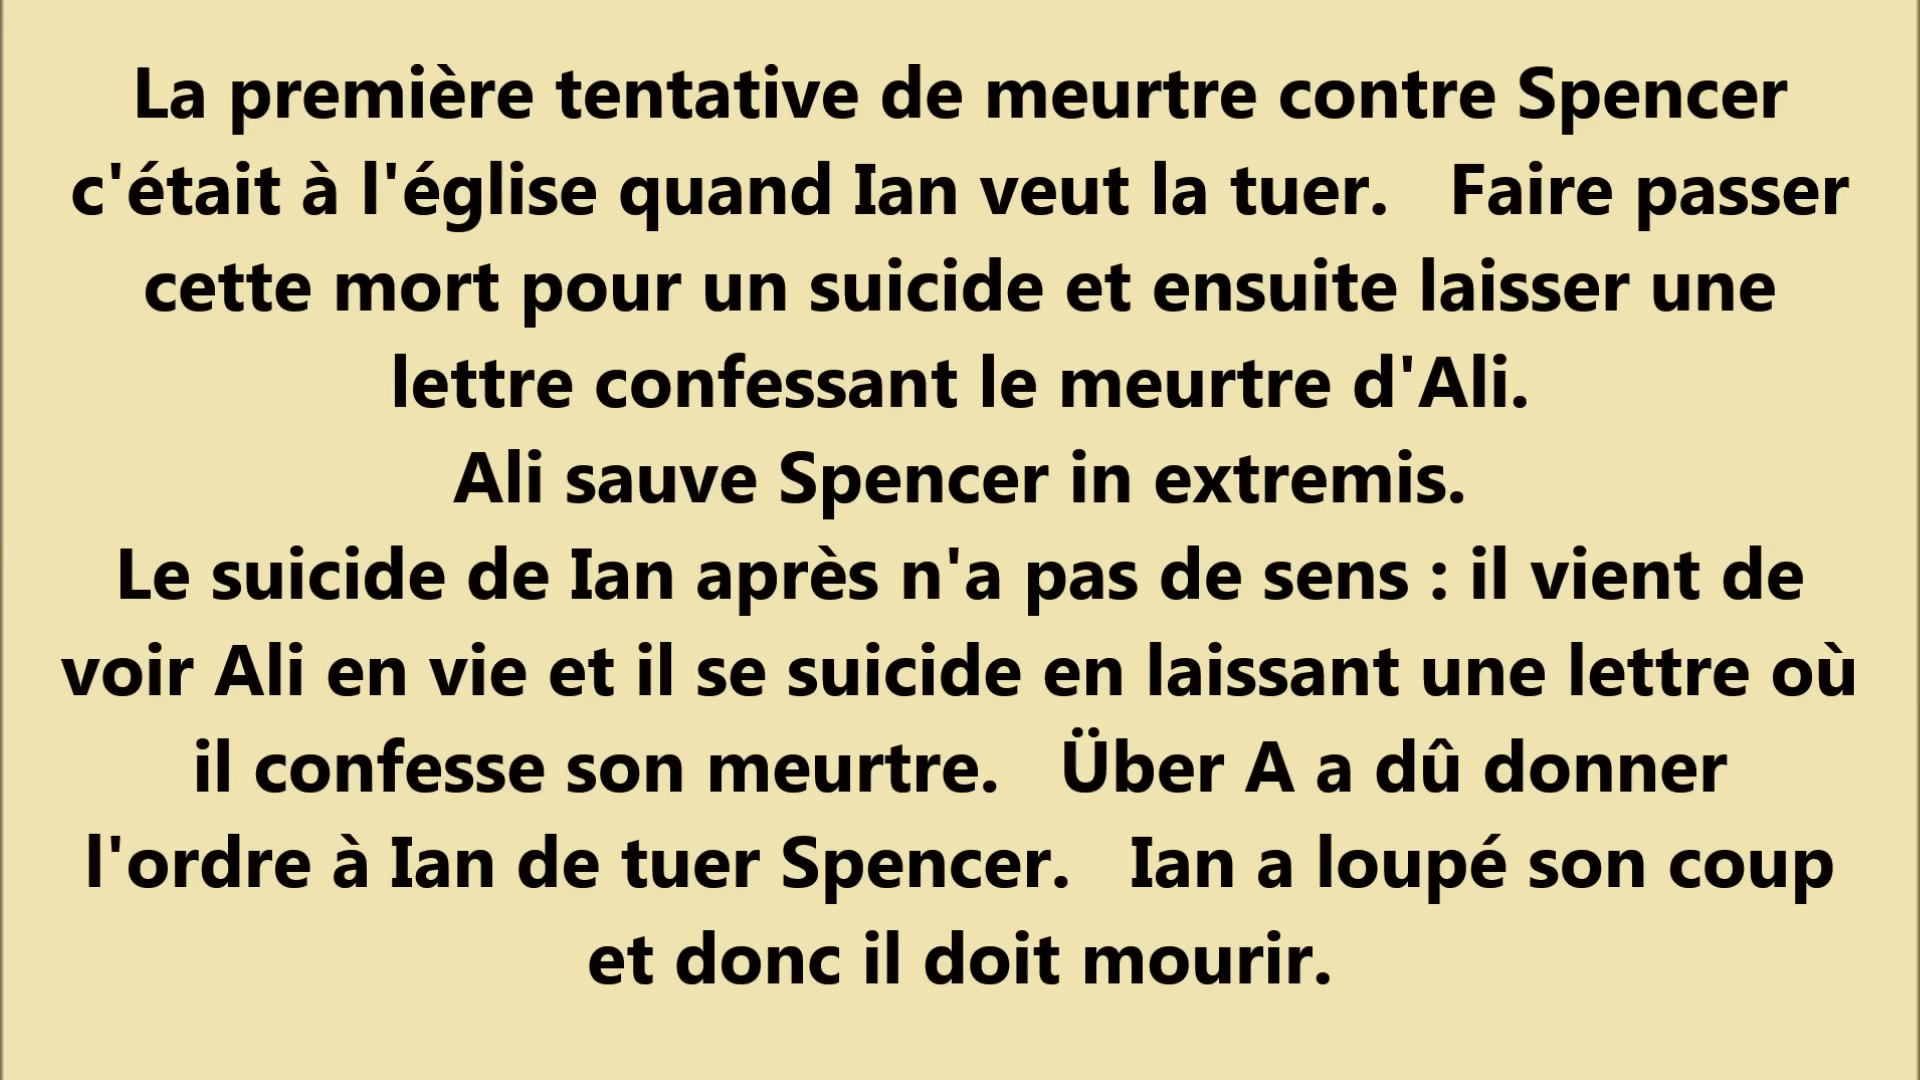 La première tentative de meurtre contre Spencer
c'était à l'église quand Ian veut la tuer.   Faire passer
cette mort pour un suicide et ensuite laisser une
lettre confessant le meurtre d'Ali.
Ali sauve Spencer in extremis.
Le suicide de Ian après n'a pas de sens : il vient de
voir Ali en vie et il se suicide en laissant une lettre où
il confesse son meurtre.   Über A a dû donner
l'ordre à Ian de tuer Spencer.   Ian a loupé son coup
et donc il doit mourir.